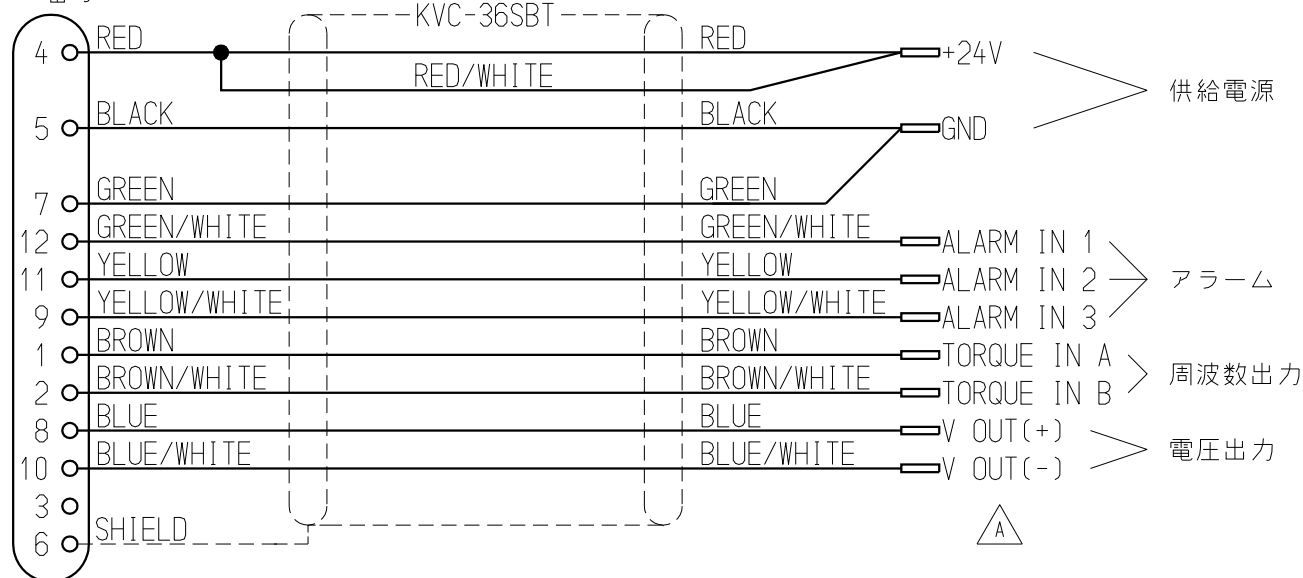 KVC-36SBT
4 RED RED +24V
RED/WHITE
供給電源
5 BLACK BLACK GND
7 GREEN GREEN
12 GREEN/WHITE GREEN/WHITE ALARM IN 1
11 YELLOW YELLOW ALARM IN 2 アラーム
9 YELLOW/WHITE YELLOW/WHITE ALARM IN 3
1 BROWN BROWN TORQUE IN A
周波数出力
2 BROWN/WHITE BROWN/WHITE TORQUE IN B
8 BLUE BLUE V OUT(+)
電圧出力
10 BLUE/WHITE BLUE/WHITE V OUT(-)
3
A
6 SHIELD